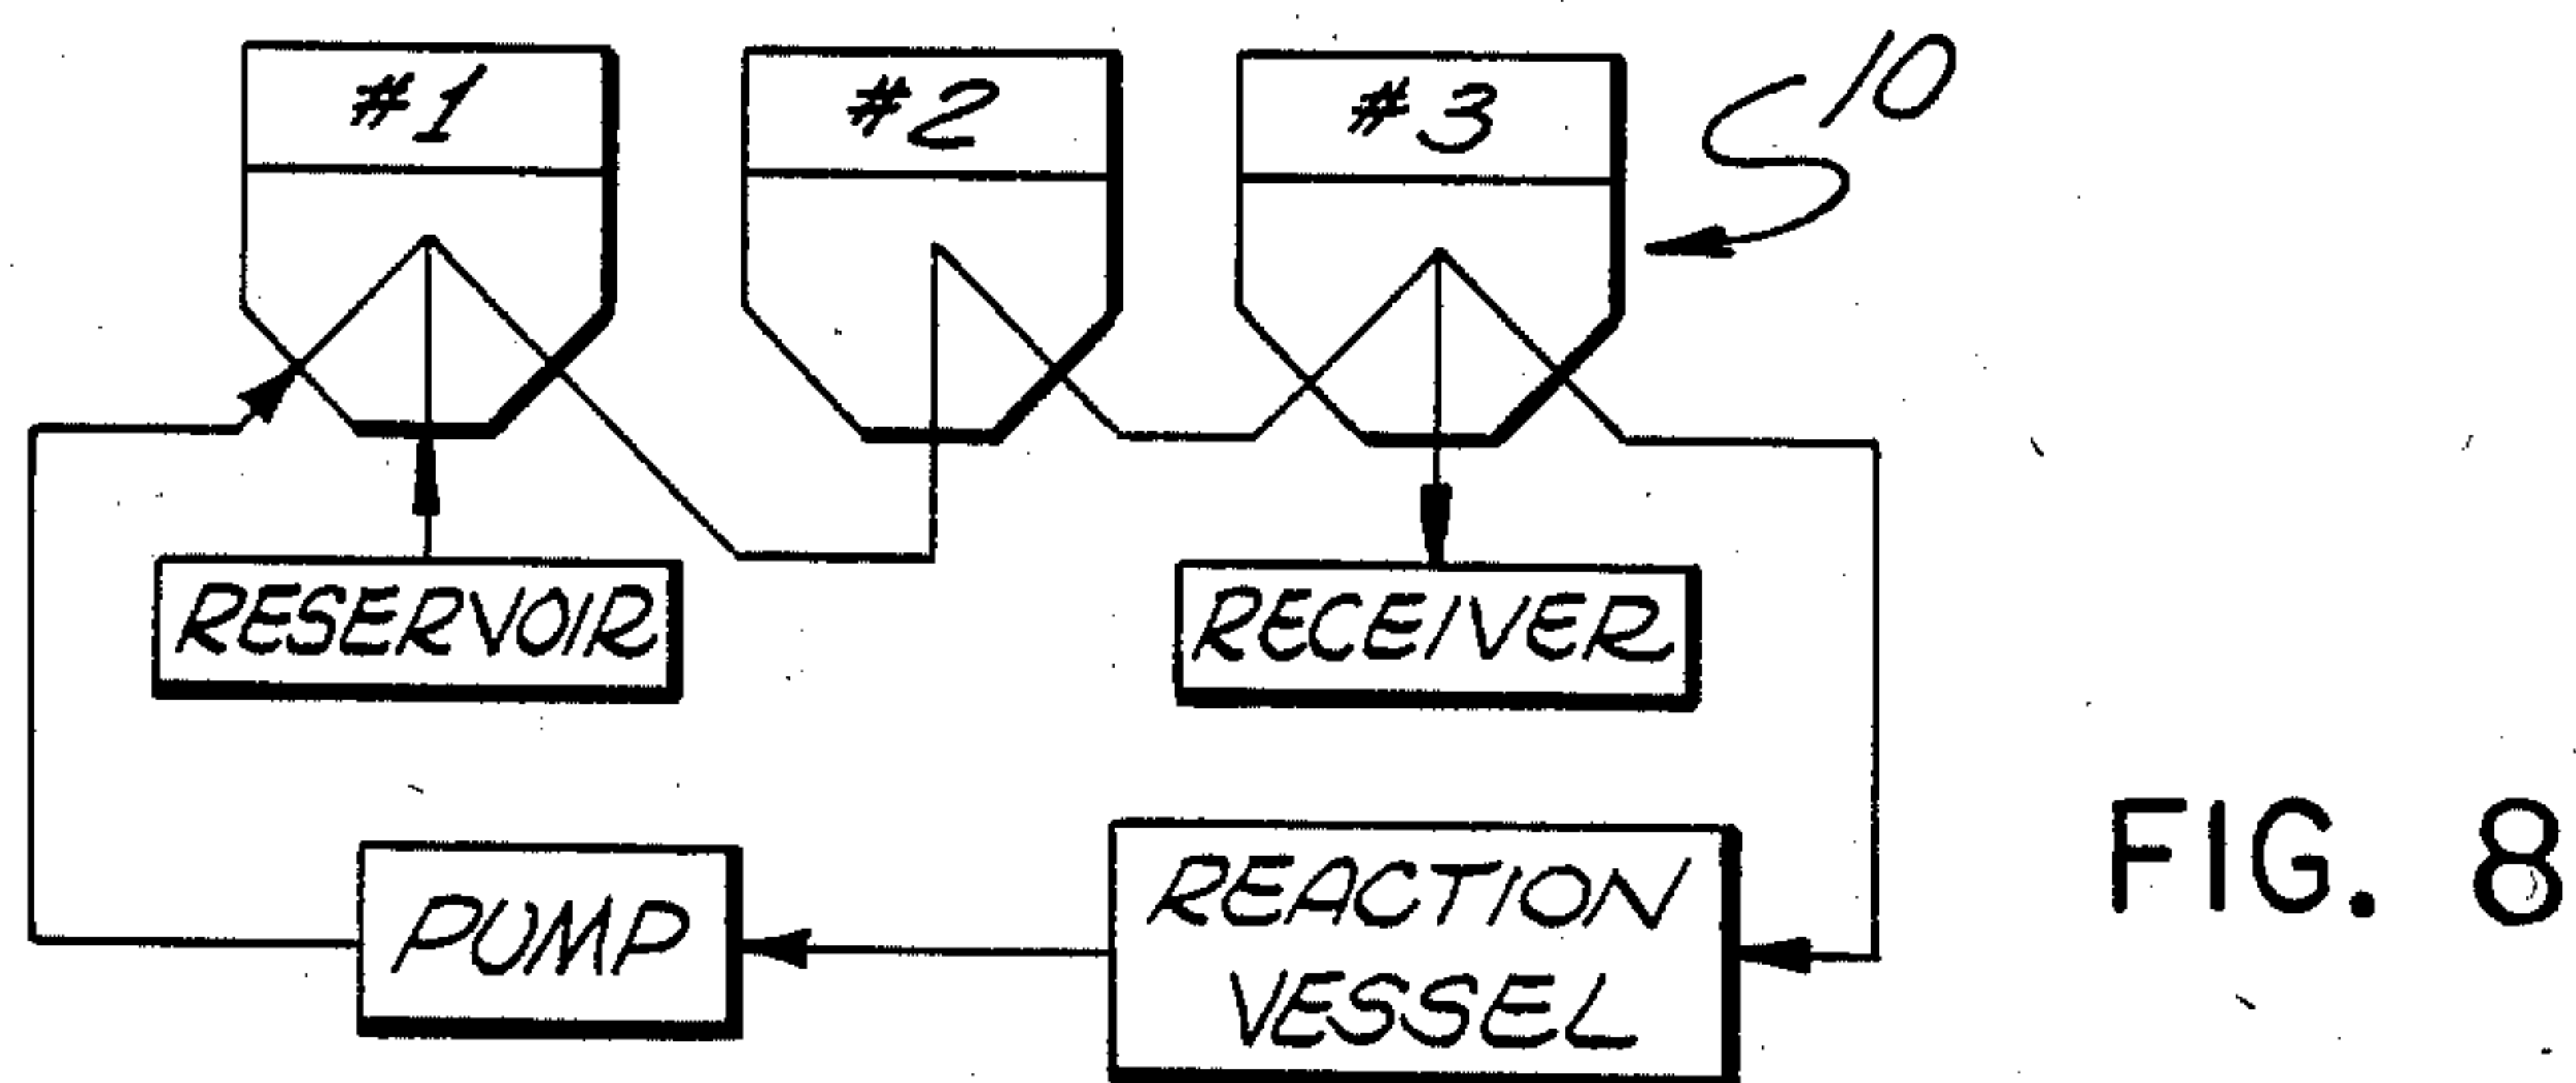 #1
#2
#3
10
RESERVOIR
RECEIVER
PUMP
REACTION
VESSEL
FIG. 8